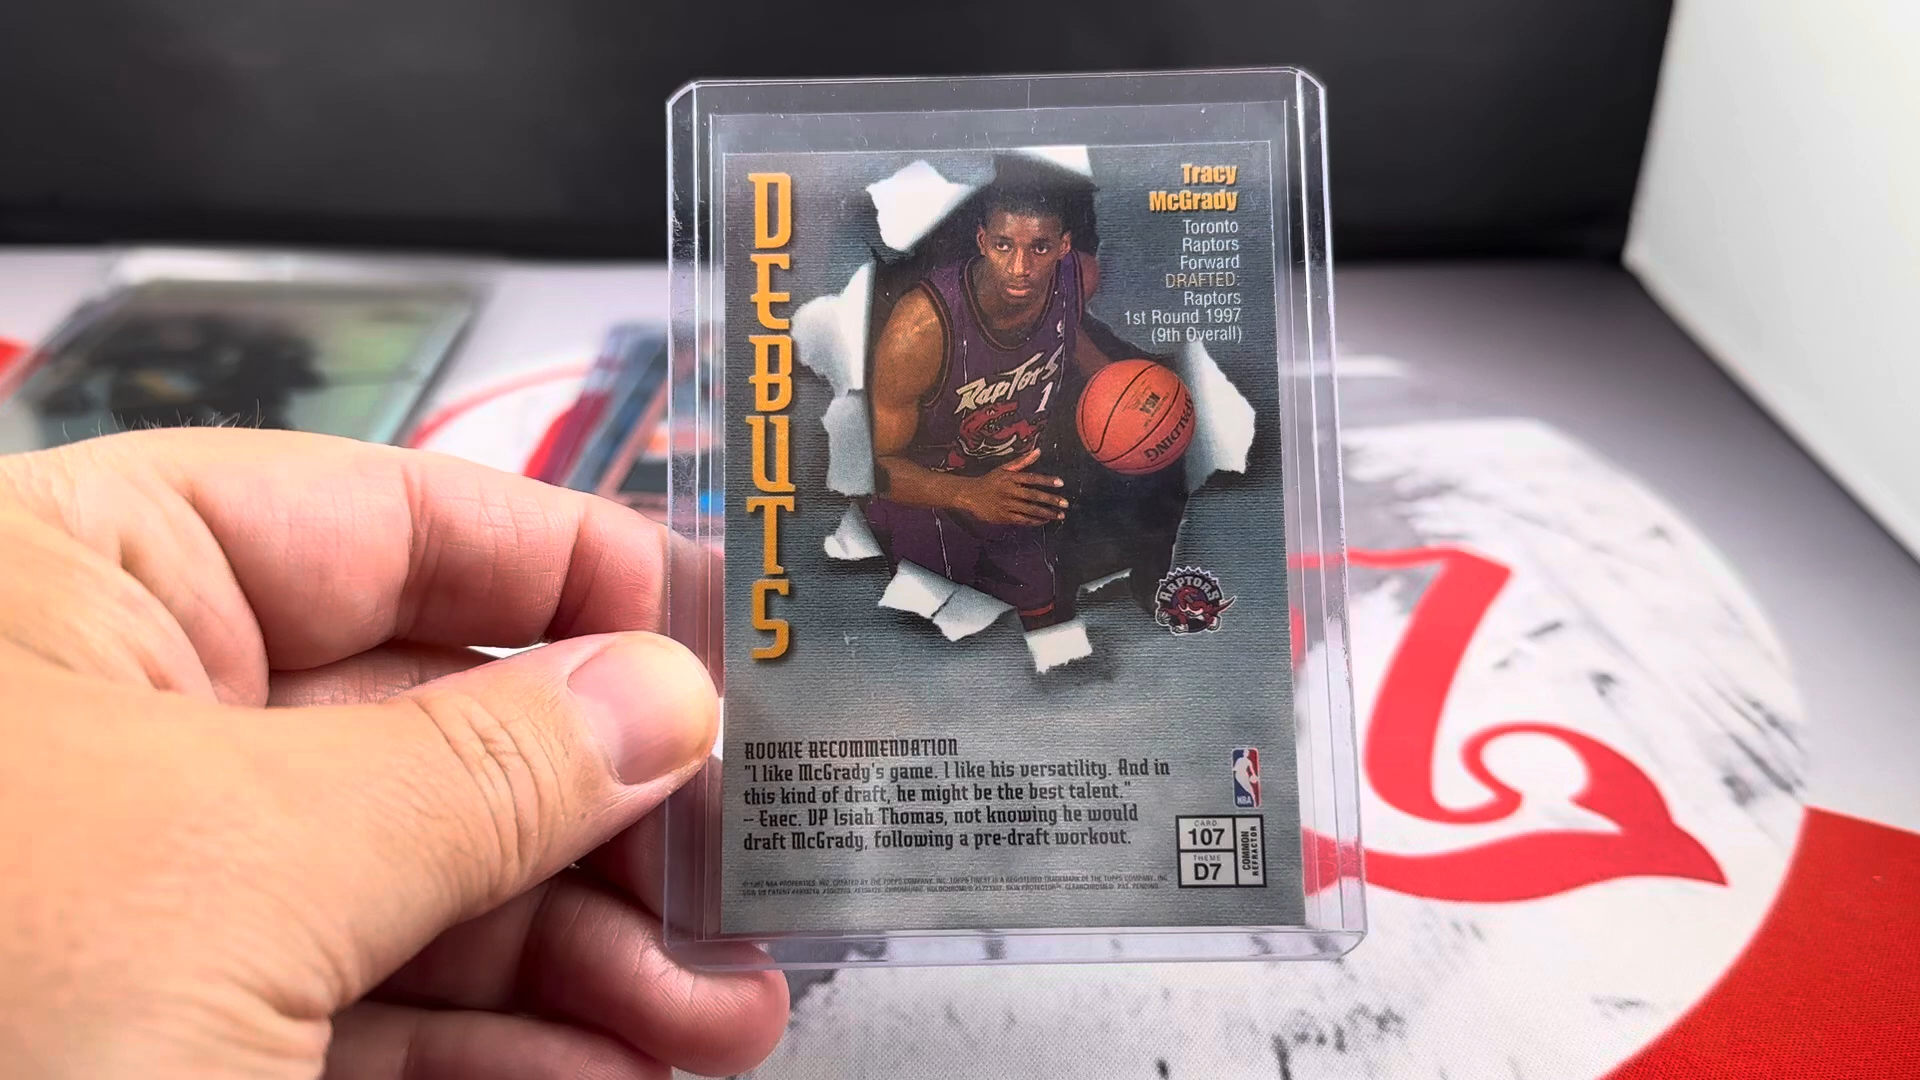 DEBUTS
Tracy
McGrady
Toronto
Raptors
Forward
DRAFTED:
Raptors
1st Round 1997
(9th Overall)
RapTorS
1
NBA
SPALDING
RAPTORS
ROOKIE RECOMMENDATION
"I like McGrady's game. I like his versatility. And in
this kind of draft, he might be the best talent."
– Exec. VP Isiah Thomas, not knowing he would
draft McGrady, following a pre-draft workout.
NBA
CARD
107
THEME
D7
COMMON
REFRACTOR